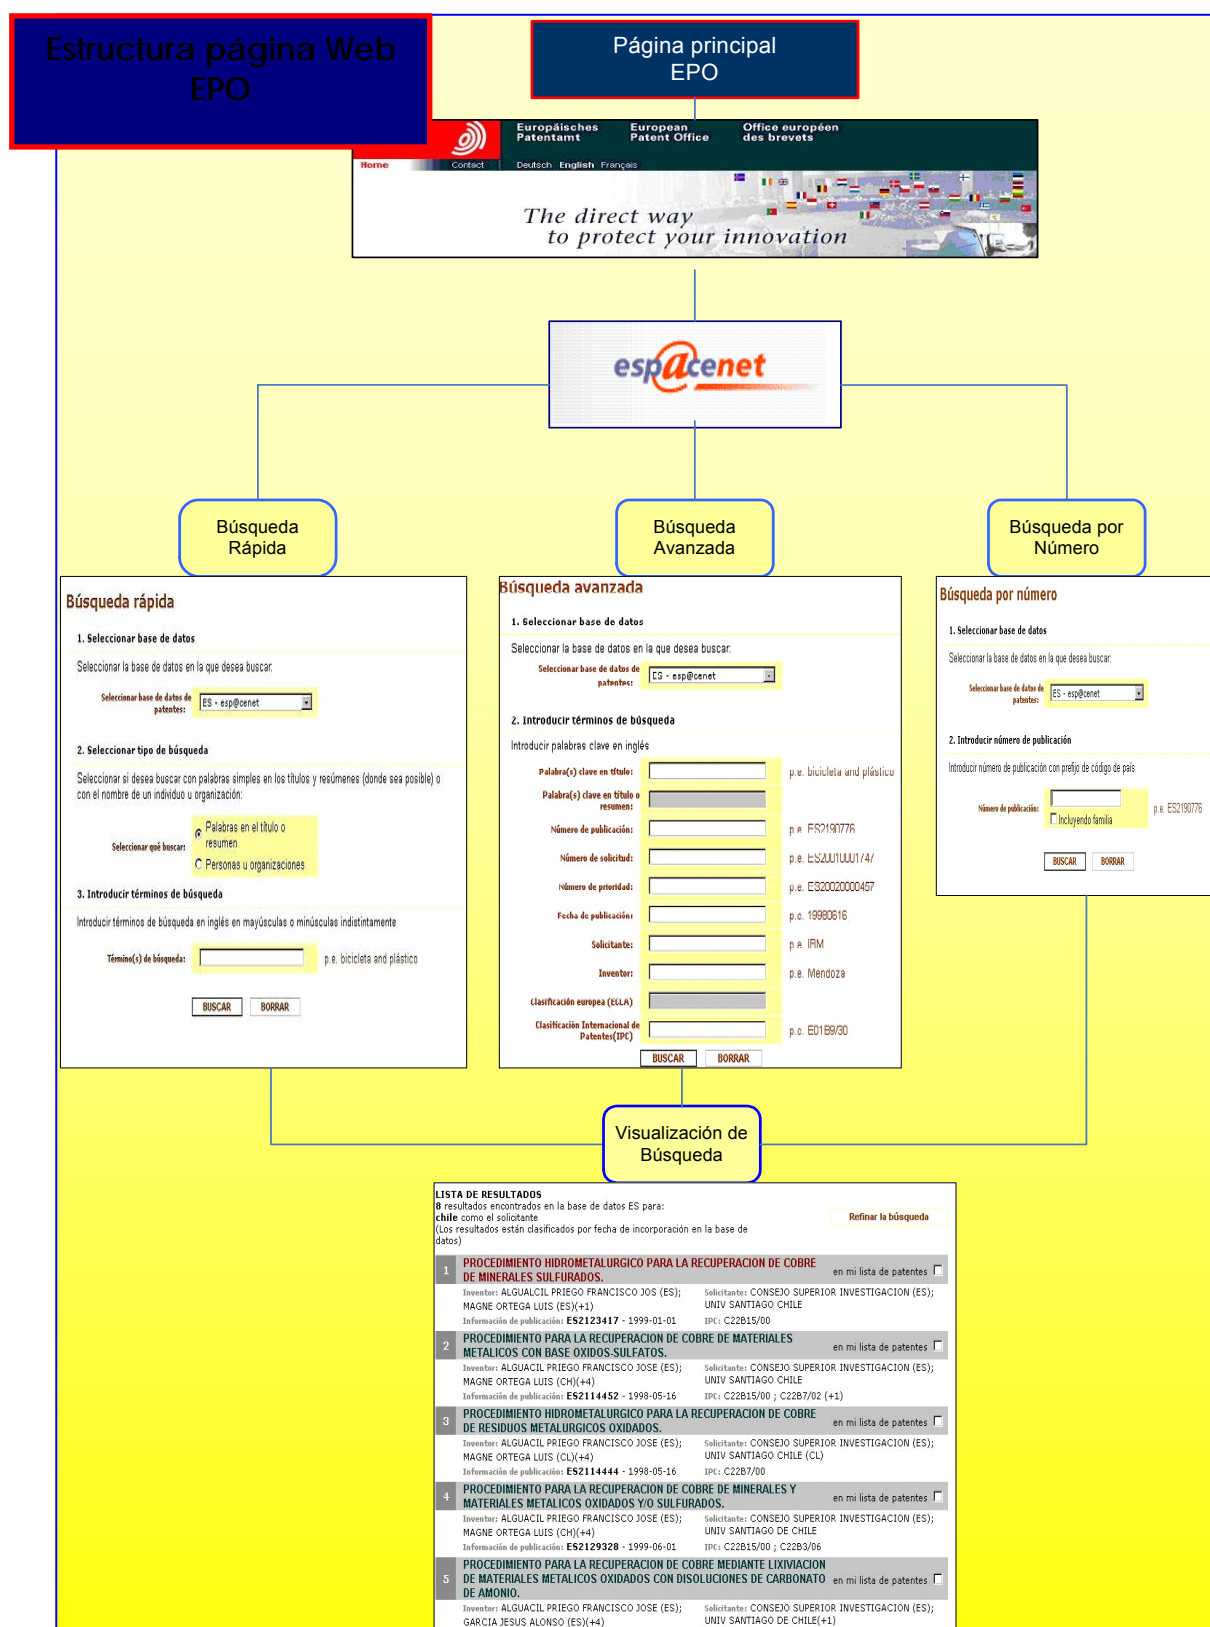 Estructura página Web
EPO
Página principal
EPO
Europäisches
Patentamt
European
Patent Office
Office européen
des brevets
Home
Contact
Deutsch English Français
The direct way
to protect your innovation
esp@cenet
Búsqueda
Rápida
Búsqueda
Avanzada
Búsqueda por
Número
Búsqueda rápida
1. Seleccionar base de datos
Seleccionar la base de datos en la que desea buscar:
Seleccionar base de datos de
patentes:
ES - esp@cenet
2. Seleccionar tipo de búsqueda
Seleccionar si desea buscar con palabras simples en los títulos y resúmenes (donde sea posible) o
con el nombre de un individuo u organización:
Seleccionar qué buscar:
Palabras en el título o
resumen
Personas u organizaciones
3. Introducir términos de búsqueda
Introducir términos de búsqueda en inglés en mayúsculas o minúsculas indistintamente
Término(s) de búsqueda:
p.e. bicicleta and plástico
BUSCAR BORRAR
Búsqueda avanzada
1. Seleccionar base de datos
Seleccionar la base de datos en la que desea buscar:
Seleccionar base de datos de
patentes:
ES - esp@cenet
2. Introducir términos de búsqueda
Introducir palabras clave en inglés
Palabra(s) clave en título:
p.e. bicicleta and plástico
Palabra(s) clave en título o
resumen:
Número de publicación:
p.e. ES2190776
Número de solicitud:
p.e. ES20010001747
Número de prioridad:
p.e. ES20020000457
Fecha de publicación:
p.e. 19980616
Solicitante:
p.e. IBM
Inventor:
p.e. Mendoza
Clasificación europea (ECLA)
Clasificación Internacional de
Patentes(IPC)
p.e. E01B9/30
BUSCAR BORRAR
Búsqueda por número
1. Seleccionar base de datos
Seleccionar la base de datos en la que desea buscar:
Seleccionar base de datos de
patentes:
ES - esp@cenet
2. Introducir número de publicación
Introducir número de publicación con prefijo de código de país
Número de publicación:
p.e. ES2190776
Incluyendo familia
BUSCAR BORRAR
Visualización de
Búsqueda
LISTA DE RESULTADOS
8 resultados encontrados en la base de datos ES para:
chile como el solicitante
(Los resultados están clasificados por fecha de incorporación en la base de
datos)
Refinar la búsqueda
1 PROCEDIMIENTO HIDROMETALURGICO PARA LA RECUPERACION DE COBRE
DE MINERALES SULFURADOS.
en mi lista de patentes
Inventor: ALGUALCIL PRIEGO FRANCISCO JOS (ES);
MAGNE ORTEGA LUIS (ES)(+1)
Solicitante: CONSEJO SUPERIOR INVESTIGACION (ES);
UNIV SANTIAGO CHILE
Información de publicación: ES2123417 - 1999-01-01
IPC: C22B15/00
2 PROCEDIMIENTO PARA LA RECUPERACION DE COBRE DE MATERIALES
METALICOS CON BASE OXIDOS-SULFATOS.
en mi lista de patentes
Inventor: ALGUACIL PRIEGO FRANCISCO JOSE (ES);
MAGNE ORTEGA LUIS (CH)(+4)
Solicitante: CONSEJO SUPERIOR INVESTIGACION (ES);
UNIV SANTIAGO CHILE
Información de publicación: ES2114452 - 1998-05-16
IPC: C22B15/00 ; C22B7/02 (+1)
3 PROCEDIMIENTO HIDROMETALURGICO PARA LA RECUPERACION DE COBRE
DE RESIDUOS METALURGICOS OXIDADOS.
en mi lista de patentes
Inventor: ALGUACIL PRIEGO FRANCISCO JOSE (ES);
MAGNE ORTEGA LUIS (CL)(+4)
Solicitante: CONSEJO SUPERIOR INVESTIGACION (ES);
UNIV SANTIAGO CHILE (CL)
Información de publicación: ES2114444 - 1998-05-16
IPC: C22B7/00
4 PROCEDIMIENTO PARA LA RECUPERACION DE COBRE DE MINERALES Y
MATERIALES METALICOS OXIDADOS Y/O SULFURADOS.
en mi lista de patentes
Inventor: ALGUACIL PRIEGO FRANCISCO JOSE (ES);
MAGNE ORTEGA LUIS (CH)(+4)
Solicitante: CONSEJO SUPERIOR INVESTIGACION (ES);
UNIV SANTIAGO DE CHILE
Información de publicación: ES2129328 - 1999-06-01
IPC: C22B15/00 ; C22B3/06
5 PROCEDIMIENTO PARA LA RECUPERACION DE COBRE MEDIANTE LIXIVIACION
DE MATERIALES METALICOS OXIDADOS CON DISOLUCIONES DE CARBONATO
DE AMONIO.
en mi lista de patentes
Inventor: ALGUACIL PRIEGO FRANCISCO JOSE (ES);
GARCIA JESUS ALONSO (ES)(+4)
Solicitante: CONSEJO SUPERIOR INVESTIGACION (ES);
UNIV SANTIAGO DE CHILE(+1)